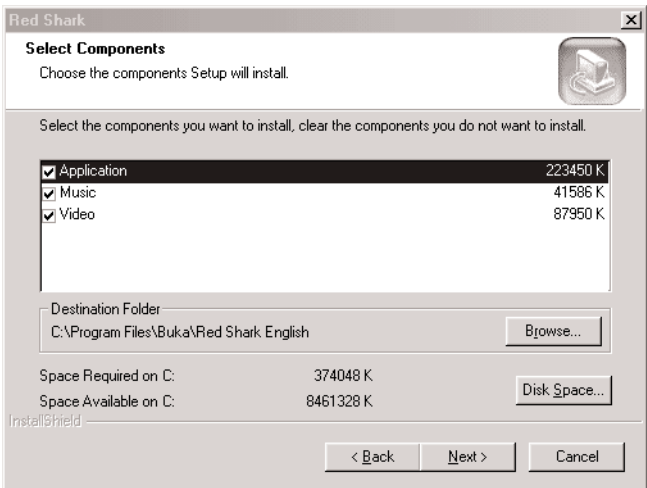 Red Shark
Select Components
Choose the components Setup will install.
Select the components you want to install, clear the components you do not want to install.
Application 223450 K
Music 41586 K
Video 87950 K
Destination Folder
C:\Program Files\Buka\Red Shark English
Browse...
Space Required on C: 374048 K
Space Available on C: 8461328 K
Disk Space...
InstallShield
< Back Next > Cancel